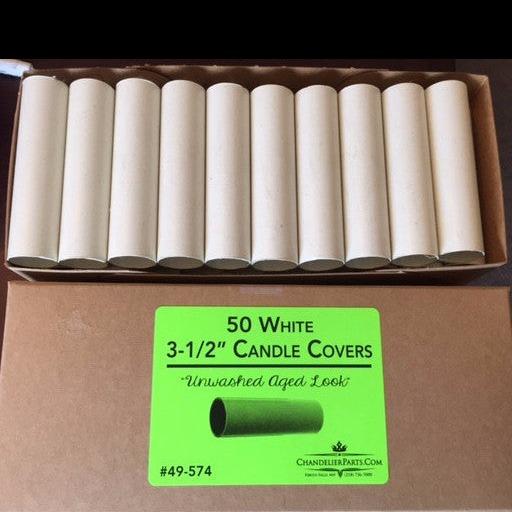 50 WHITE
3-1/2" CANDLE COVERS
"Unwashed Aged Look"
#49-574
CHANDELIERPARTS.COM